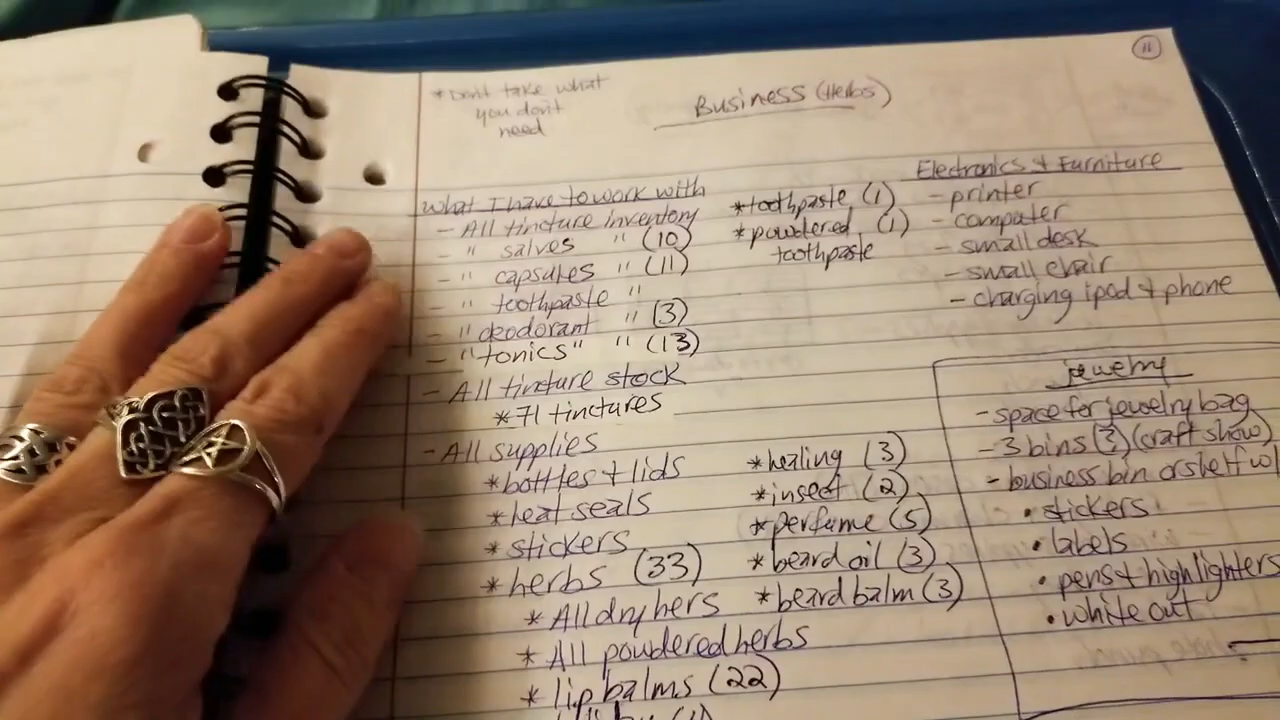 11
*Don't take what
you don't
need
Business (Herbs)
What I have to work with
- All tincture inventory
- " salves " (10)
- " capsules " (11)
- " toothpaste "
- " deodorant " (3)
- " "tonics" " (13)
- All tincture stock
* 71 tinctures
- All supplies
* bottles + lids
* heat seals
* stickers
* herbs (33)
* All dry hers
* All powdered herbs
* lip balms (22)
* toothpaste (1)
* powdered (1)
toothpaste
* healing (3)
* insect (2)
* perfume (5)
* beard oil (3)
* beard balm (3)
Electronics & Furniture
- printer
- computer
- small desk
- small chair
- charging ipod & phone
jewelry
- space for jewelry bag
- 3 bins (3) (craft show)
- business bin or shelf w/
• stickers
• labels
• pens & highlighters
• white out